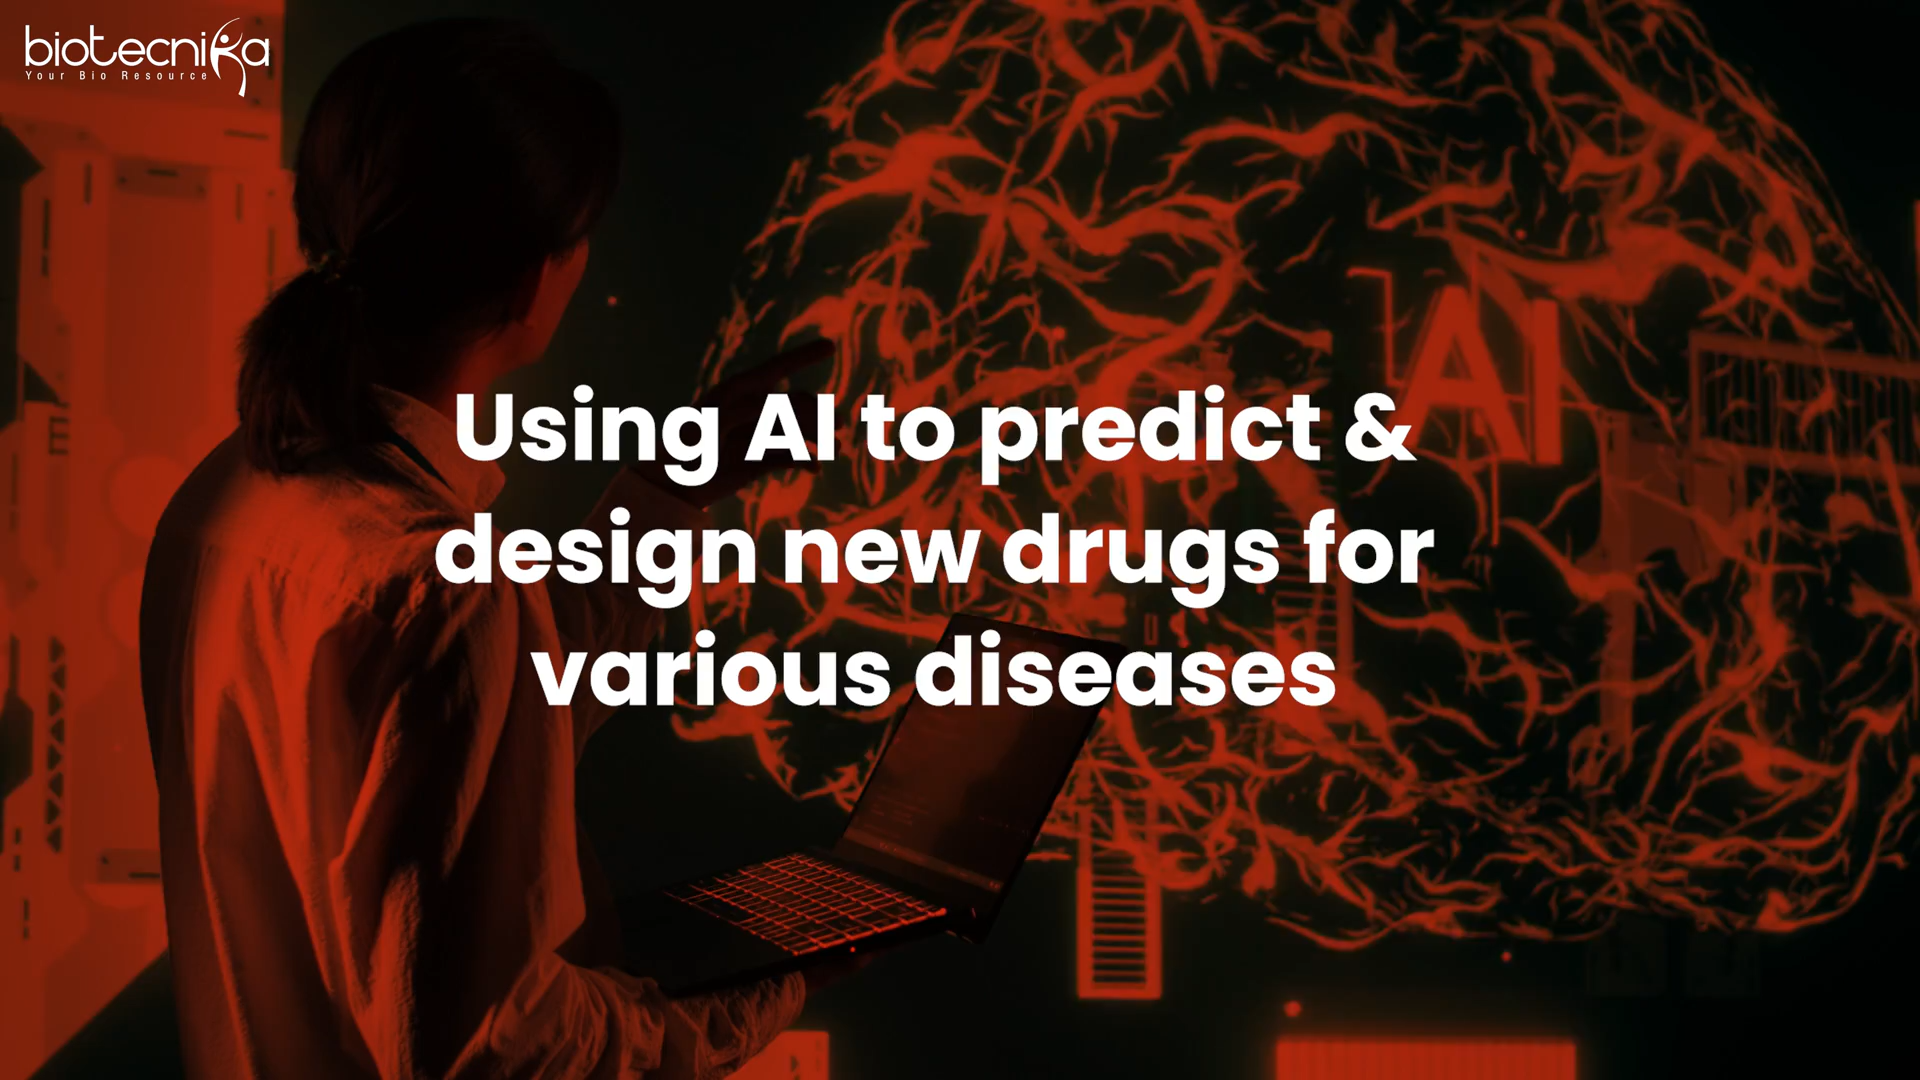 biotecnika
Your Bio Resource
AI
E
Using AI to predict &
design new drugs for
various diseases